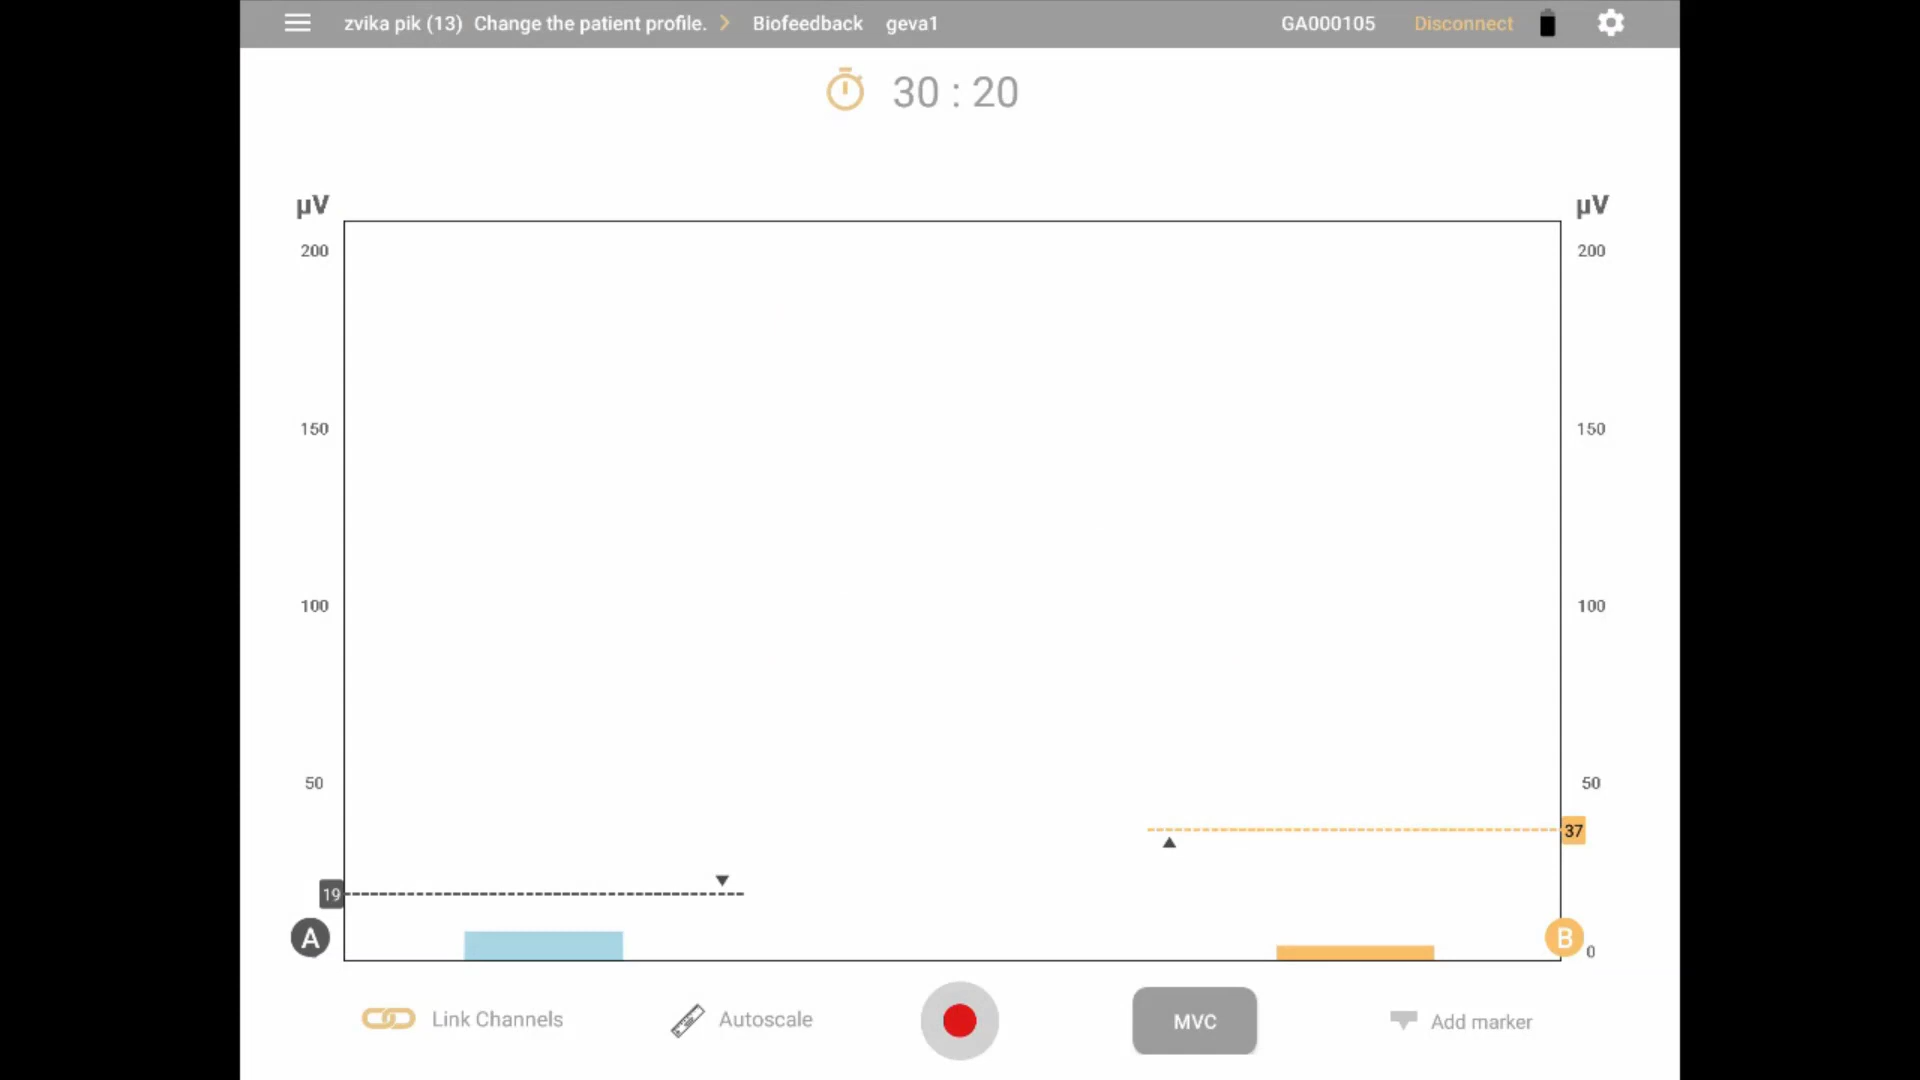 zvika pik (13) Change the patient profile. Biofeedback geva1 GA000105 Disconnect
30 : 20
µV µV
200 200
150 150
100 100
50 50
37
19
A B 0
Link Channels Autoscale MVC Add marker